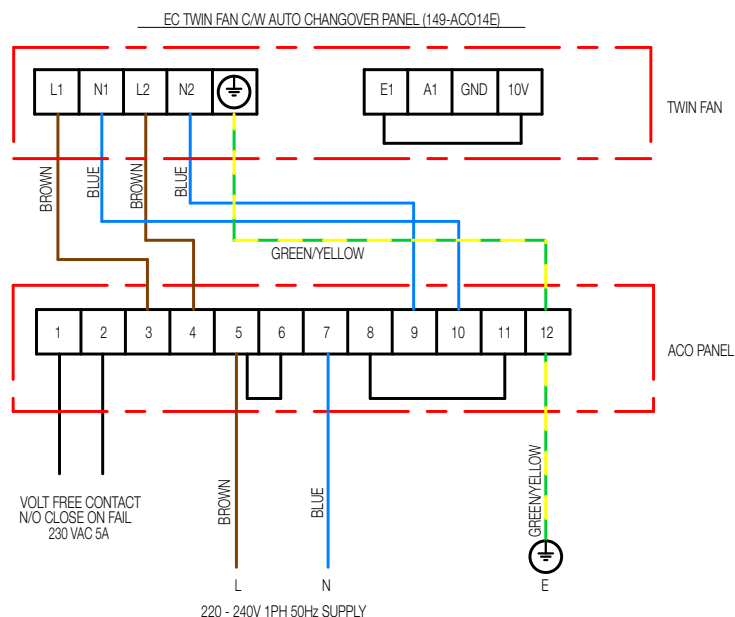 EC TWIN FAN C/W AUTO CHANGOVER PANEL (149-ACO14E)
L1 N1 L2 N2
E1 A1 GND 10V
TWIN FAN
BROWN
BLUE
BROWN
BLUE
GREEN/YELLOW
1 2 3 4 5 6 7 8 9 10 11 12
ACO PANEL
VOLT FREE CONTACT
N/O CLOSE ON FAIL
230 VAC 5A
BROWN
BLUE
GREEN/YELLOW
L N E
220 - 240V 1PH 50Hz SUPPLY